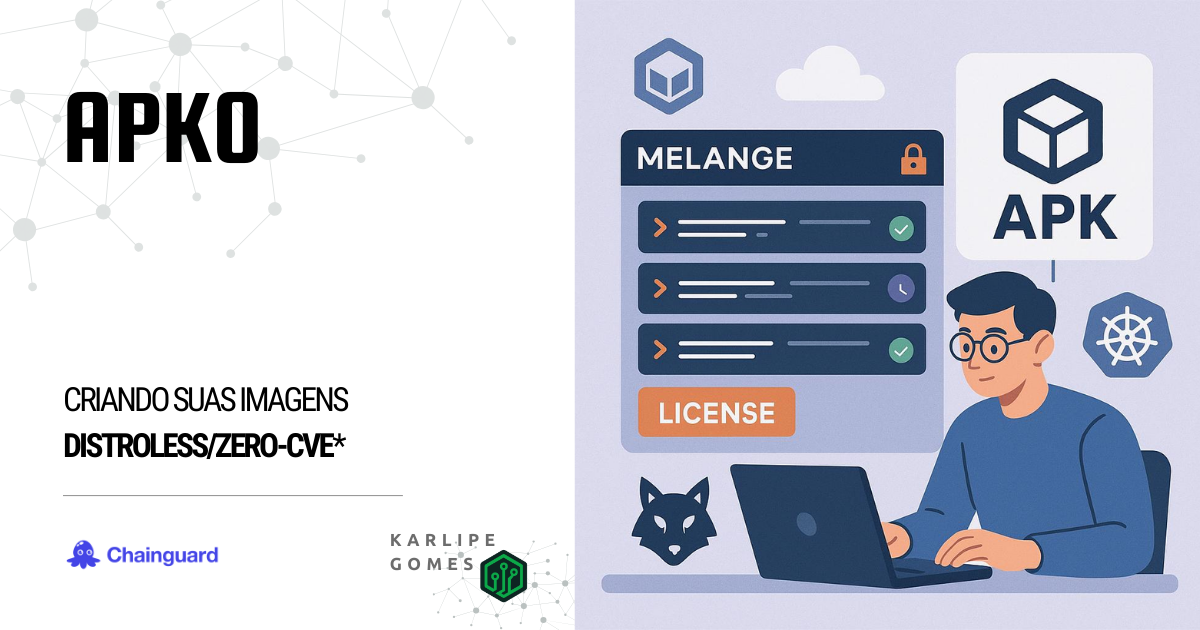 APKO
CRIANDO SUAS IMAGENS
DISTROLESS/ZERO-CVE*
Chainguard
KARLIPE
GOMES
MELANGE
LICENSE
APK